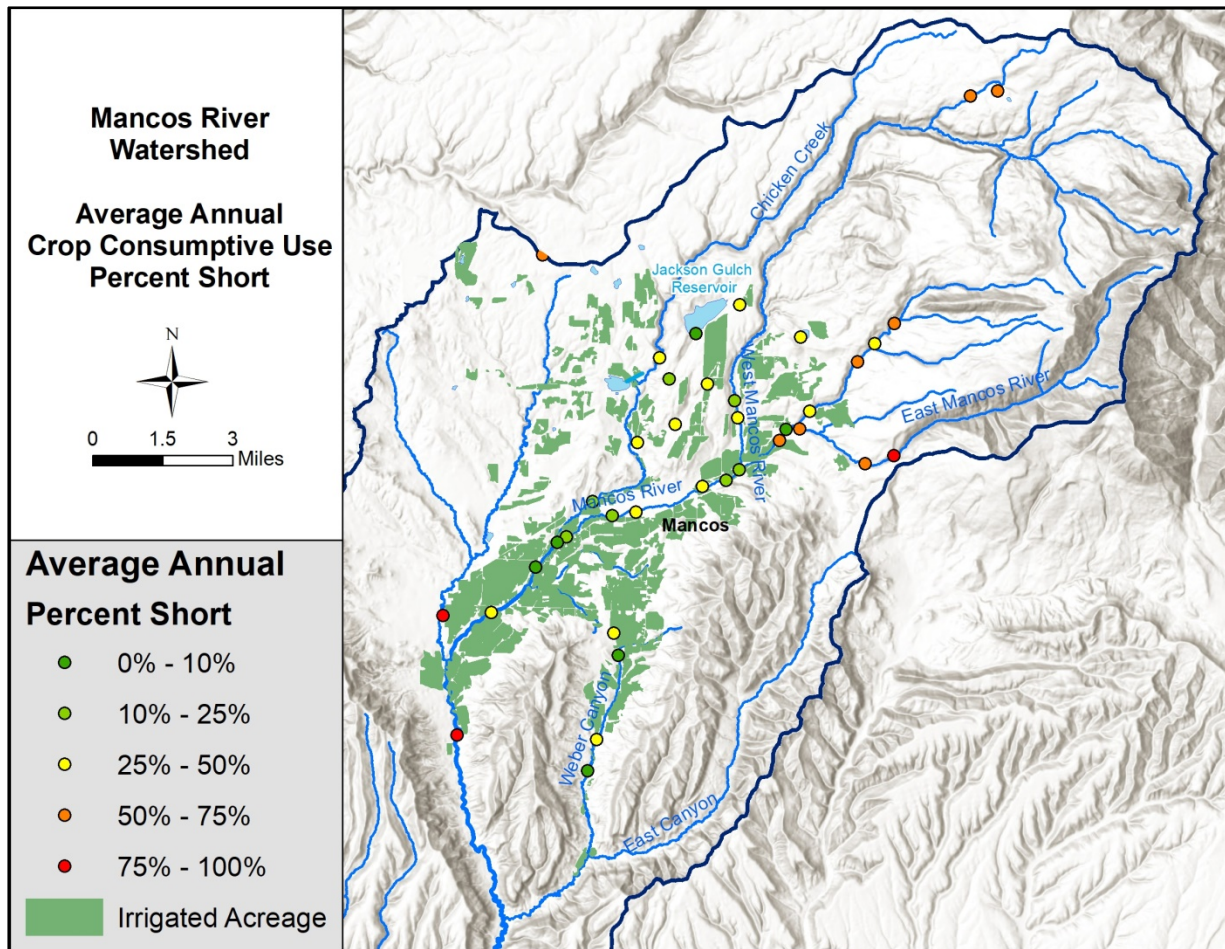 Mancos River
Watershed
Average Annual
Crop Consumptive Use
Percent Short
N
0 1.5 3
Miles
Average Annual
Percent Short
0% - 10%
10% - 25%
25% - 50%
50% - 75%
75% - 100%
Irrigated Acreage
Chicken Creek
Jackson Gulch
Reservoir
West Mancos River
East Mancos River
Mancos River
Mancos
Weber Canyon
East Canyon